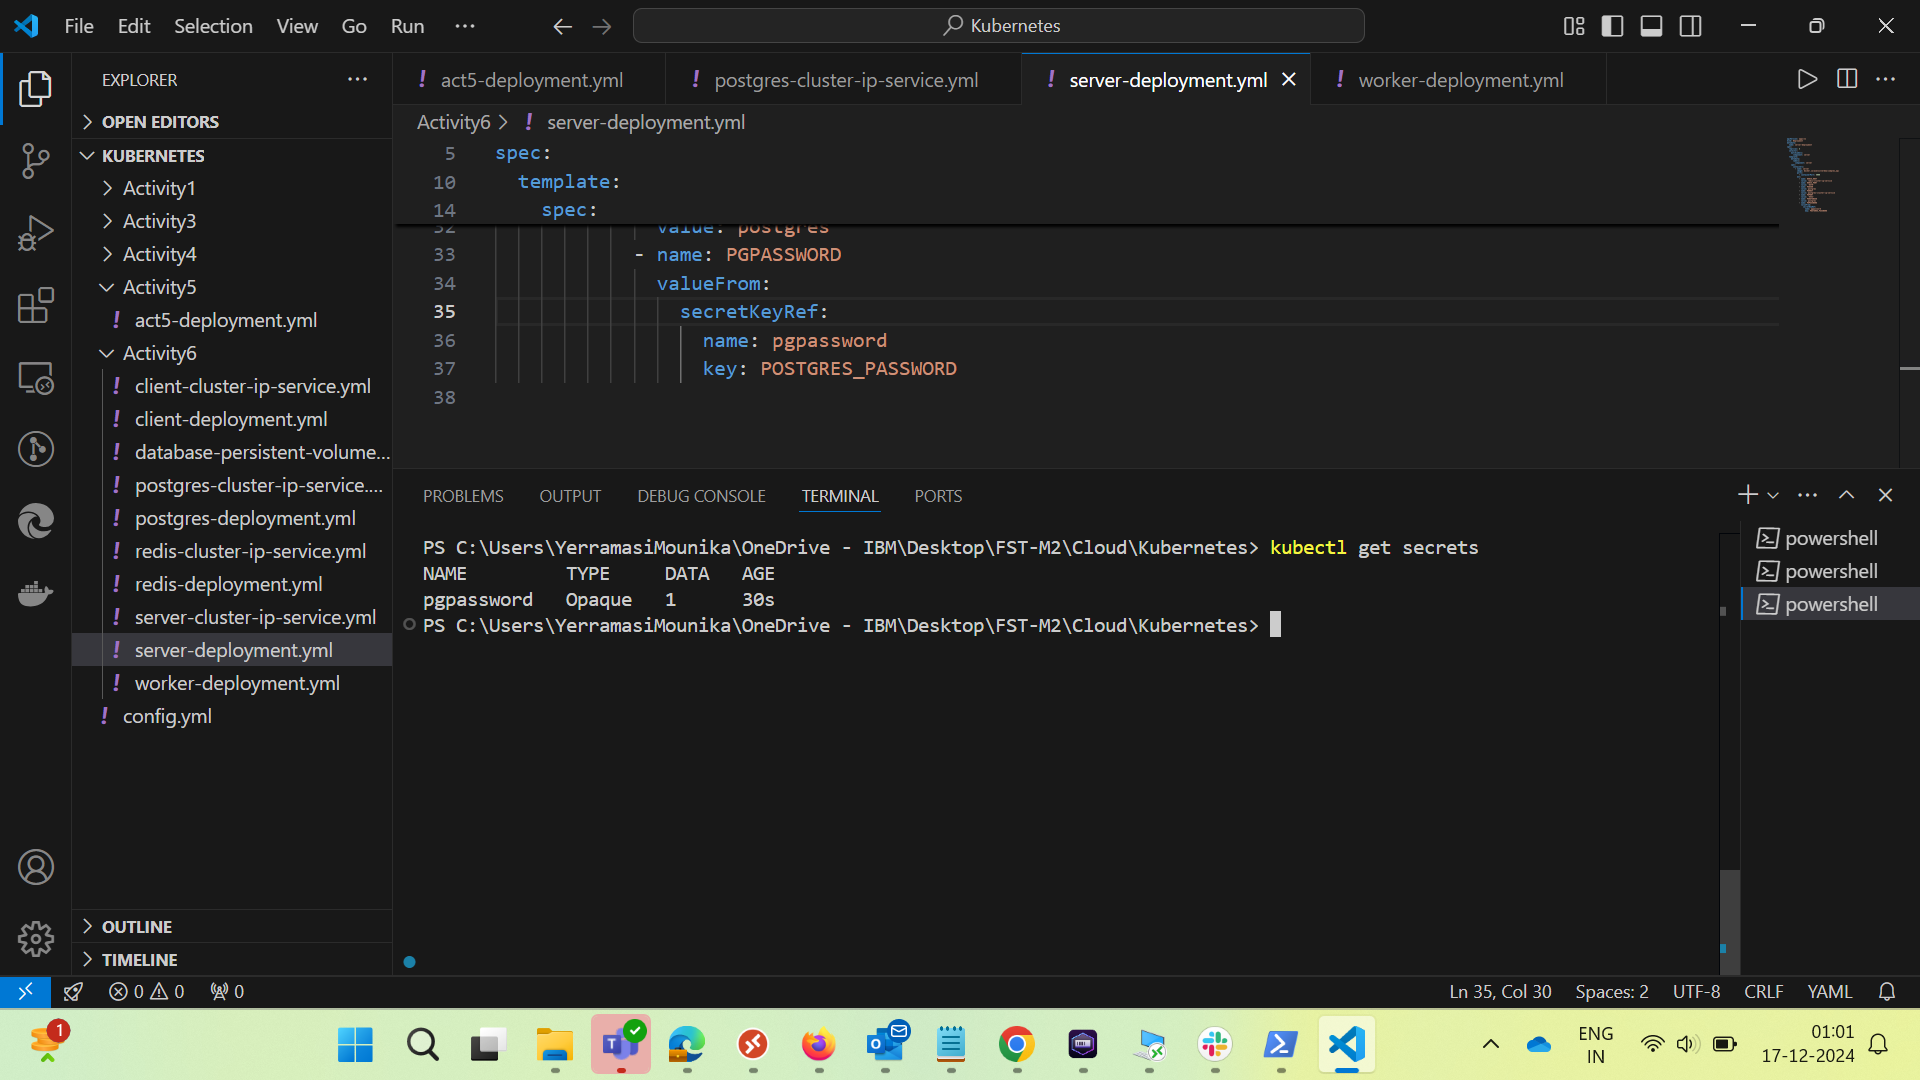 File Edit Selection View Go Run ...
Kubernetes
EXPLORER
OPEN EDITORS
KUBERNETES
Activity1
Activity3
Activity4
Activity5
! act5-deployment.yml
Activity6
! client-cluster-ip-service.yml
! client-deployment.yml
! database-persistent-volume...
! postgres-cluster-ip-service....
! postgres-deployment.yml
! redis-cluster-ip-service.yml
! redis-deployment.yml
! server-cluster-ip-service.yml
! server-deployment.yml
! worker-deployment.yml
! config.yml
OUTLINE
TIMELINE
! act5-deployment.yml ! postgres-cluster-ip-service.yml ! server-deployment.yml ! worker-deployment.yml
Activity6 > ! server-deployment.yml
5 spec:
10 template:
14 spec:
32 value: postgres
33 - name: PGPASSWORD
34 valueFrom:
35 secretKeyRef:
36 name: pgpassword
37 key: POSTGRES_PASSWORD
38
PROBLEMS OUTPUT DEBUG CONSOLE TERMINAL PORTS
PS C:\Users\YerramasiMounika\OneDrive - IBM\Desktop\FST-M2\Cloud\Kubernetes> kubectl get secrets
NAME TYPE DATA AGE
pgpassword Opaque 1 30s
PS C:\Users\YerramasiMounika\OneDrive - IBM\Desktop\FST-M2\Cloud\Kubernetes>
powershell
powershell
powershell
0 0 0
Ln 35, Col 30 Spaces: 2 UTF-8 CRLF YAML
1
ENG
IN
01:01
17-12-2024